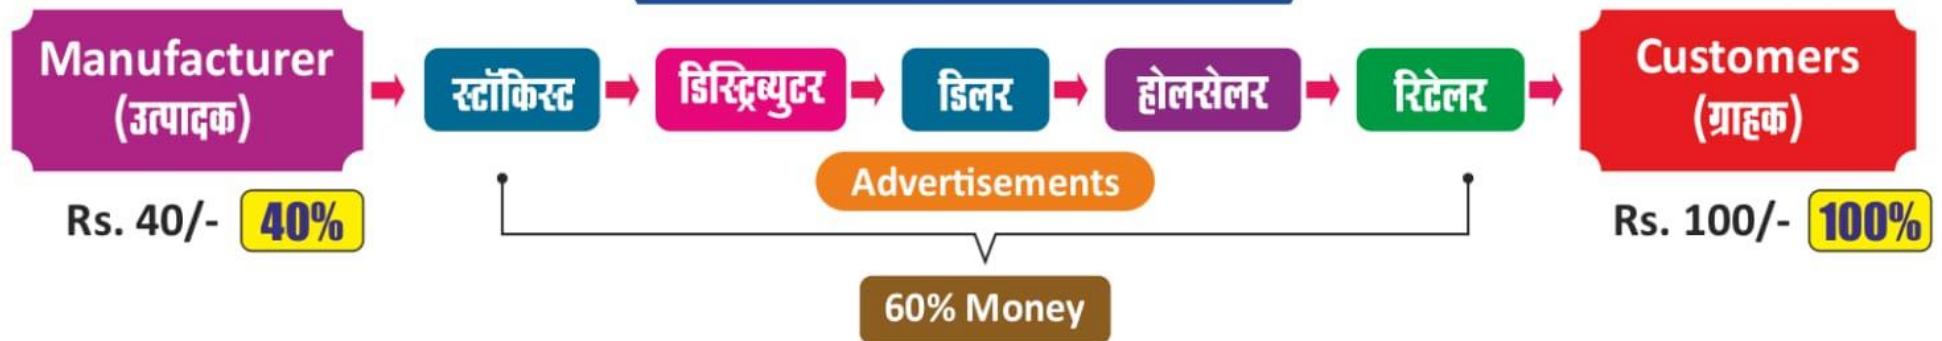 Manufacturer
(उत्पादक)
स्टॉकिस्ट
डिस्ट्रिब्युटर
डिलर
होलसेलर
रिटेलर
Customers
(ग्राहक)
Advertisements
Rs. 40/- 40%
Rs. 100/- 100%
60% Money